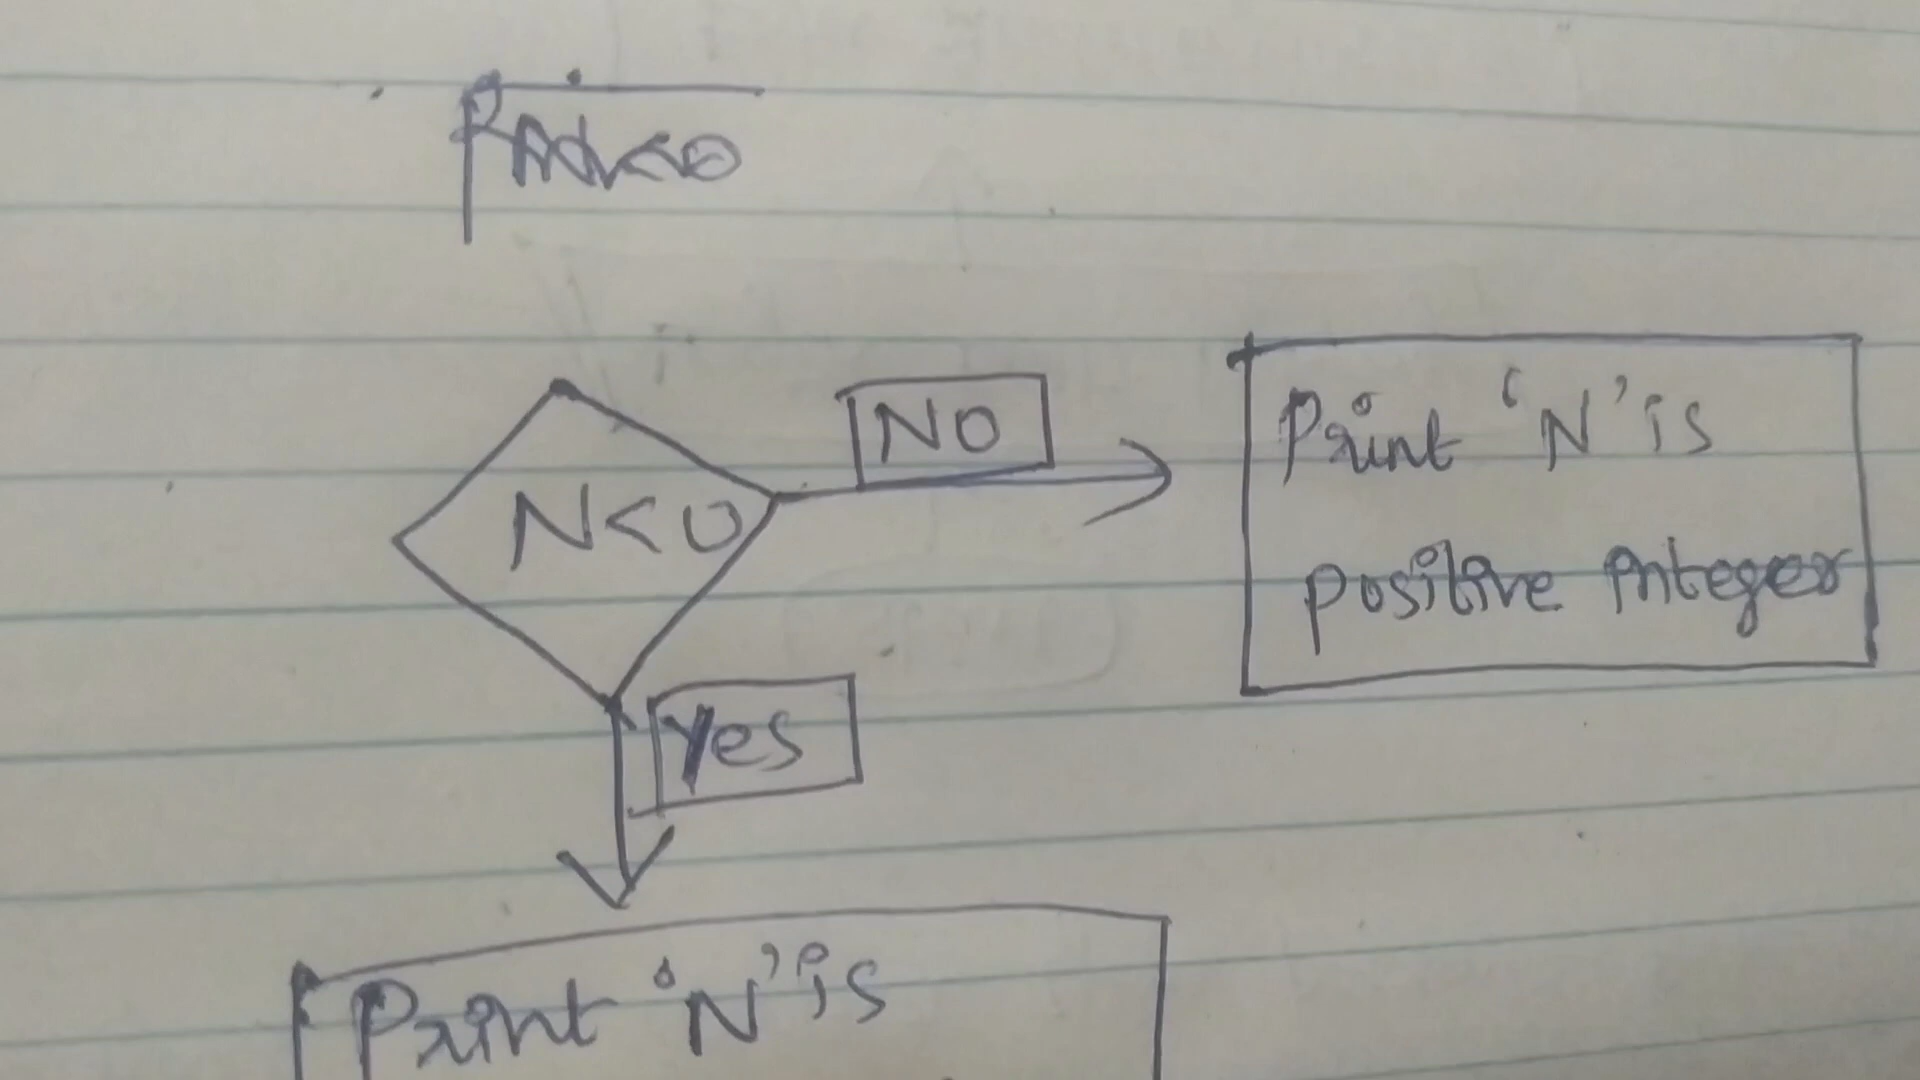 NO
N<0
Print 'N' is
positive integer
Yes
Print 'N' is